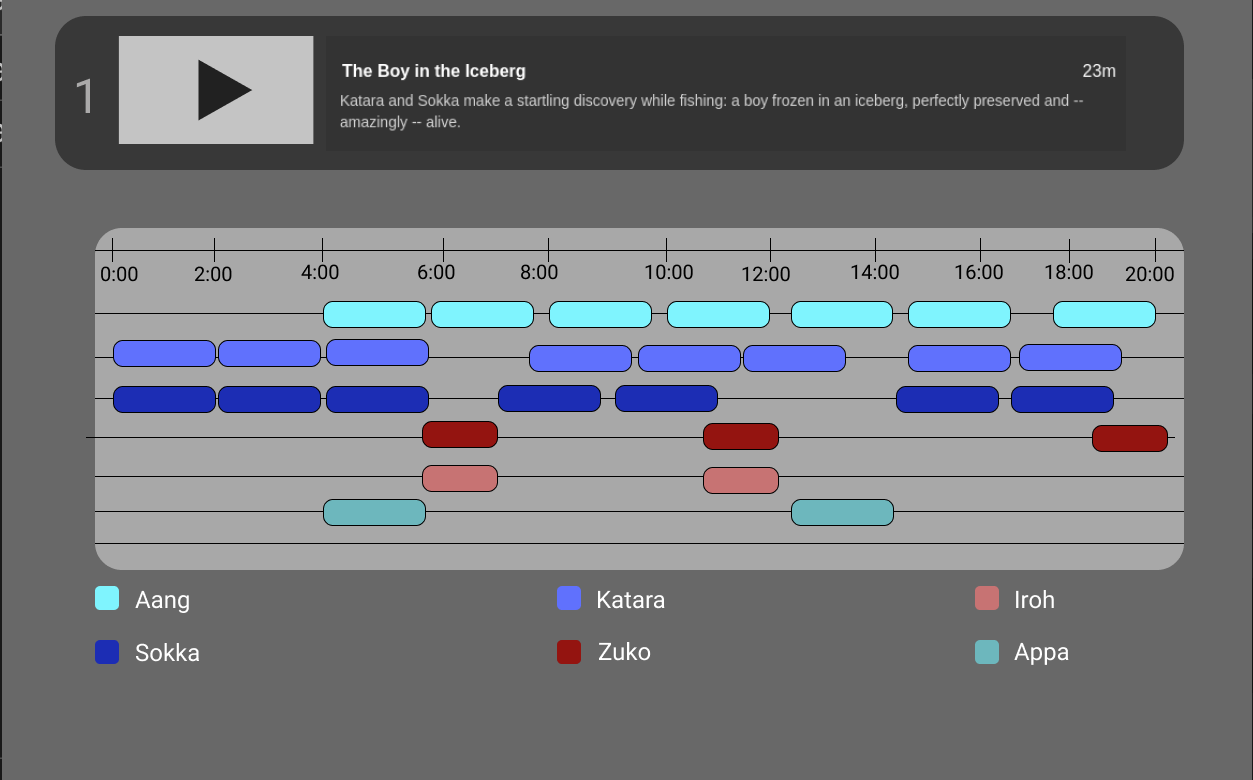 1
The Boy in the Iceberg 23m
Katara and Sokka make a startling discovery while fishing: a boy frozen in an iceberg, perfectly preserved and --
amazingly -- alive.
0:00 2:00 4:00 6:00 8:00 10:00 12:00 14:00 16:00 18:00 20:00
Aang Katara Iroh
Sokka Zuko Appa